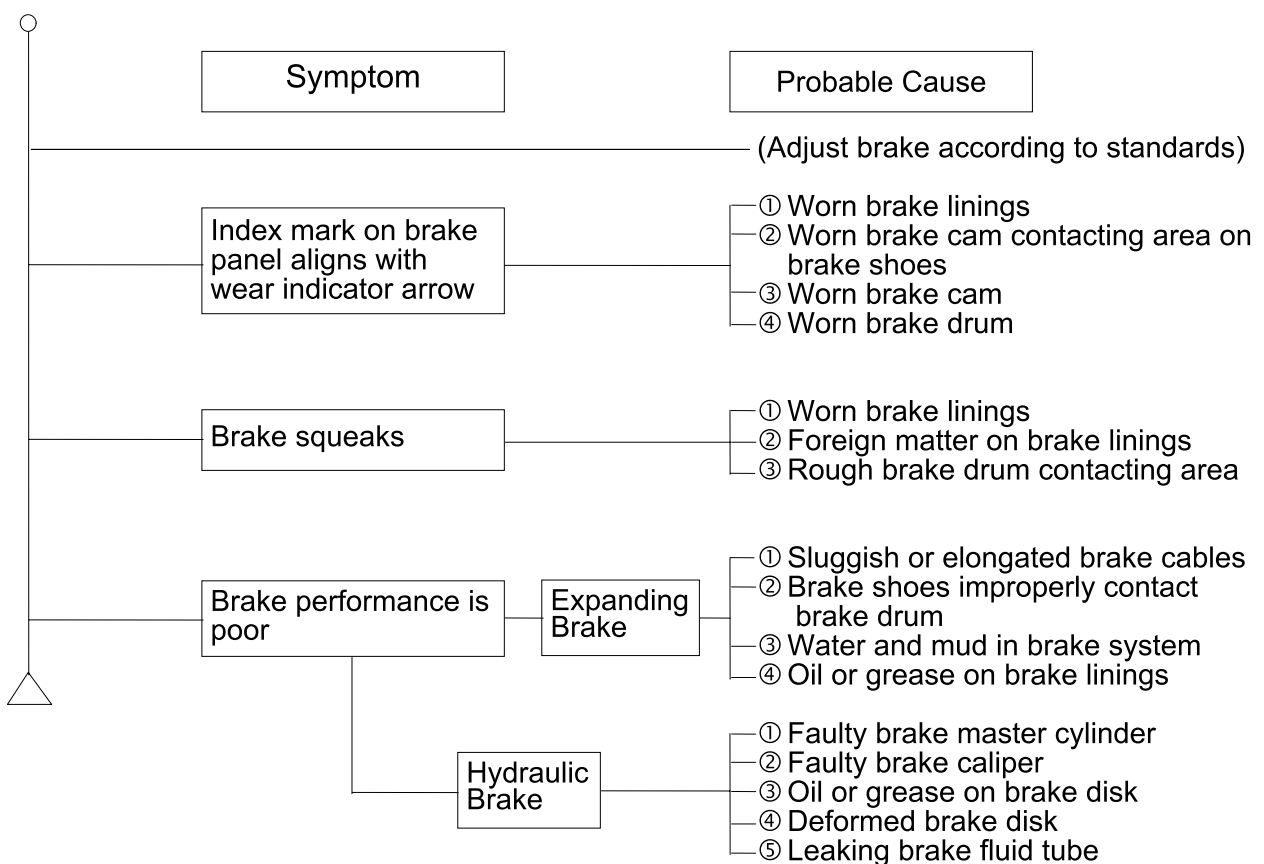 Symptom
Probable Cause
(Adjust brake according to standards)
Index mark on brake
panel aligns with
wear indicator arrow
① Worn brake linings
② Worn brake cam contacting area on
brake shoes
③ Worn brake cam
④ Worn brake drum
Brake squeaks
① Worn brake linings
② Foreign matter on brake linings
③ Rough brake drum contacting area
Brake performance is
poor
Expanding
Brake
① Sluggish or elongated brake cables
② Brake shoes improperly contact
brake drum
③ Water and mud in brake system
④ Oil or grease on brake linings
Hydraulic
Brake
① Faulty brake master cylinder
② Faulty brake caliper
③ Oil or grease on brake disk
④ Deformed brake disk
⑤ Leaking brake fluid tube